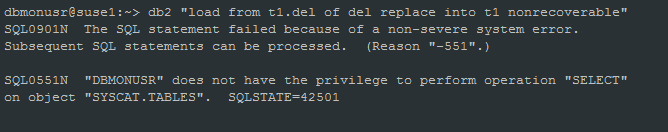 dbmonusr@suse1:~> db2 "load from t1.del of del replace into t1 nonrecoverable"
SQL0901N  The SQL statement failed because of a non-severe system error.
Subsequent SQL statements can be processed.  (Reason "-551".)
SQL0551N  "DBMONUSR" does not have the privilege to perform operation "SELECT"
on object "SYSCAT.TABLES".  SQLSTATE=42501